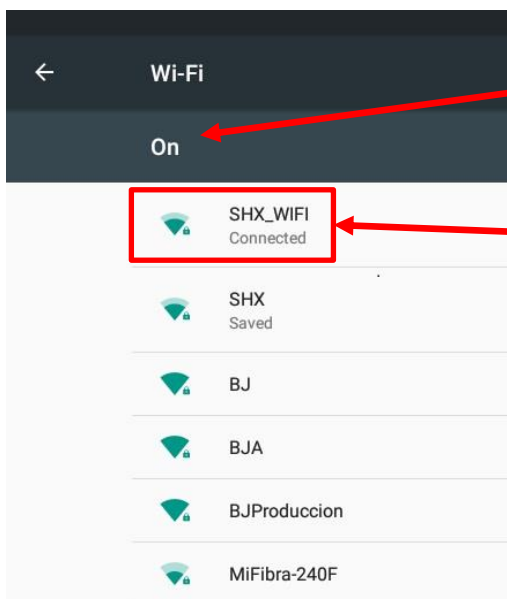 Wi-Fi
On
SHX_WIFI
Connected
SHX
Saved
BJ
BJA
BJProduccion
MiFibra-240F